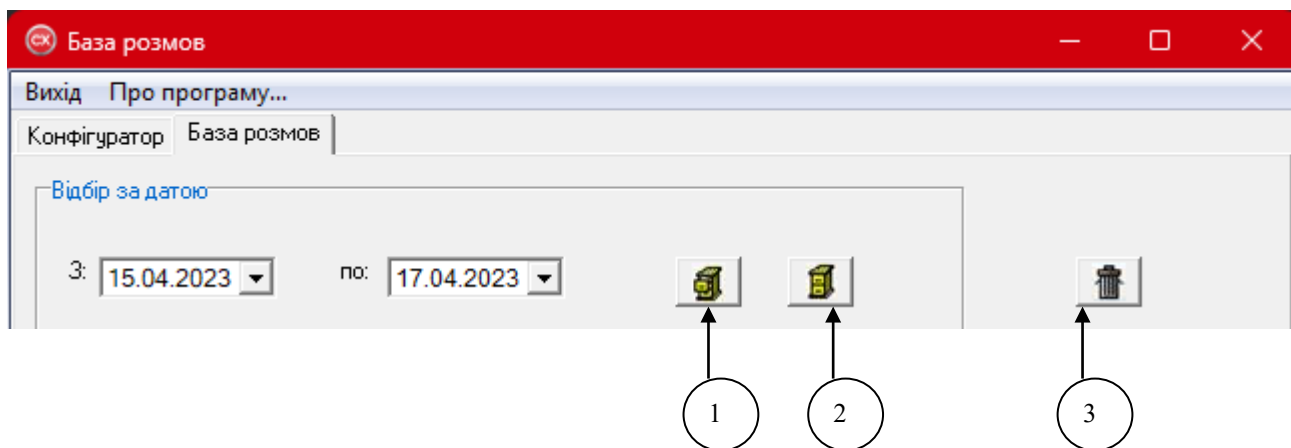 База розмов
Вихід Про програму...
Конфігуратор База розмов
Відбір за датою
З: 15.04.2023 по: 17.04.2023
1 2 3